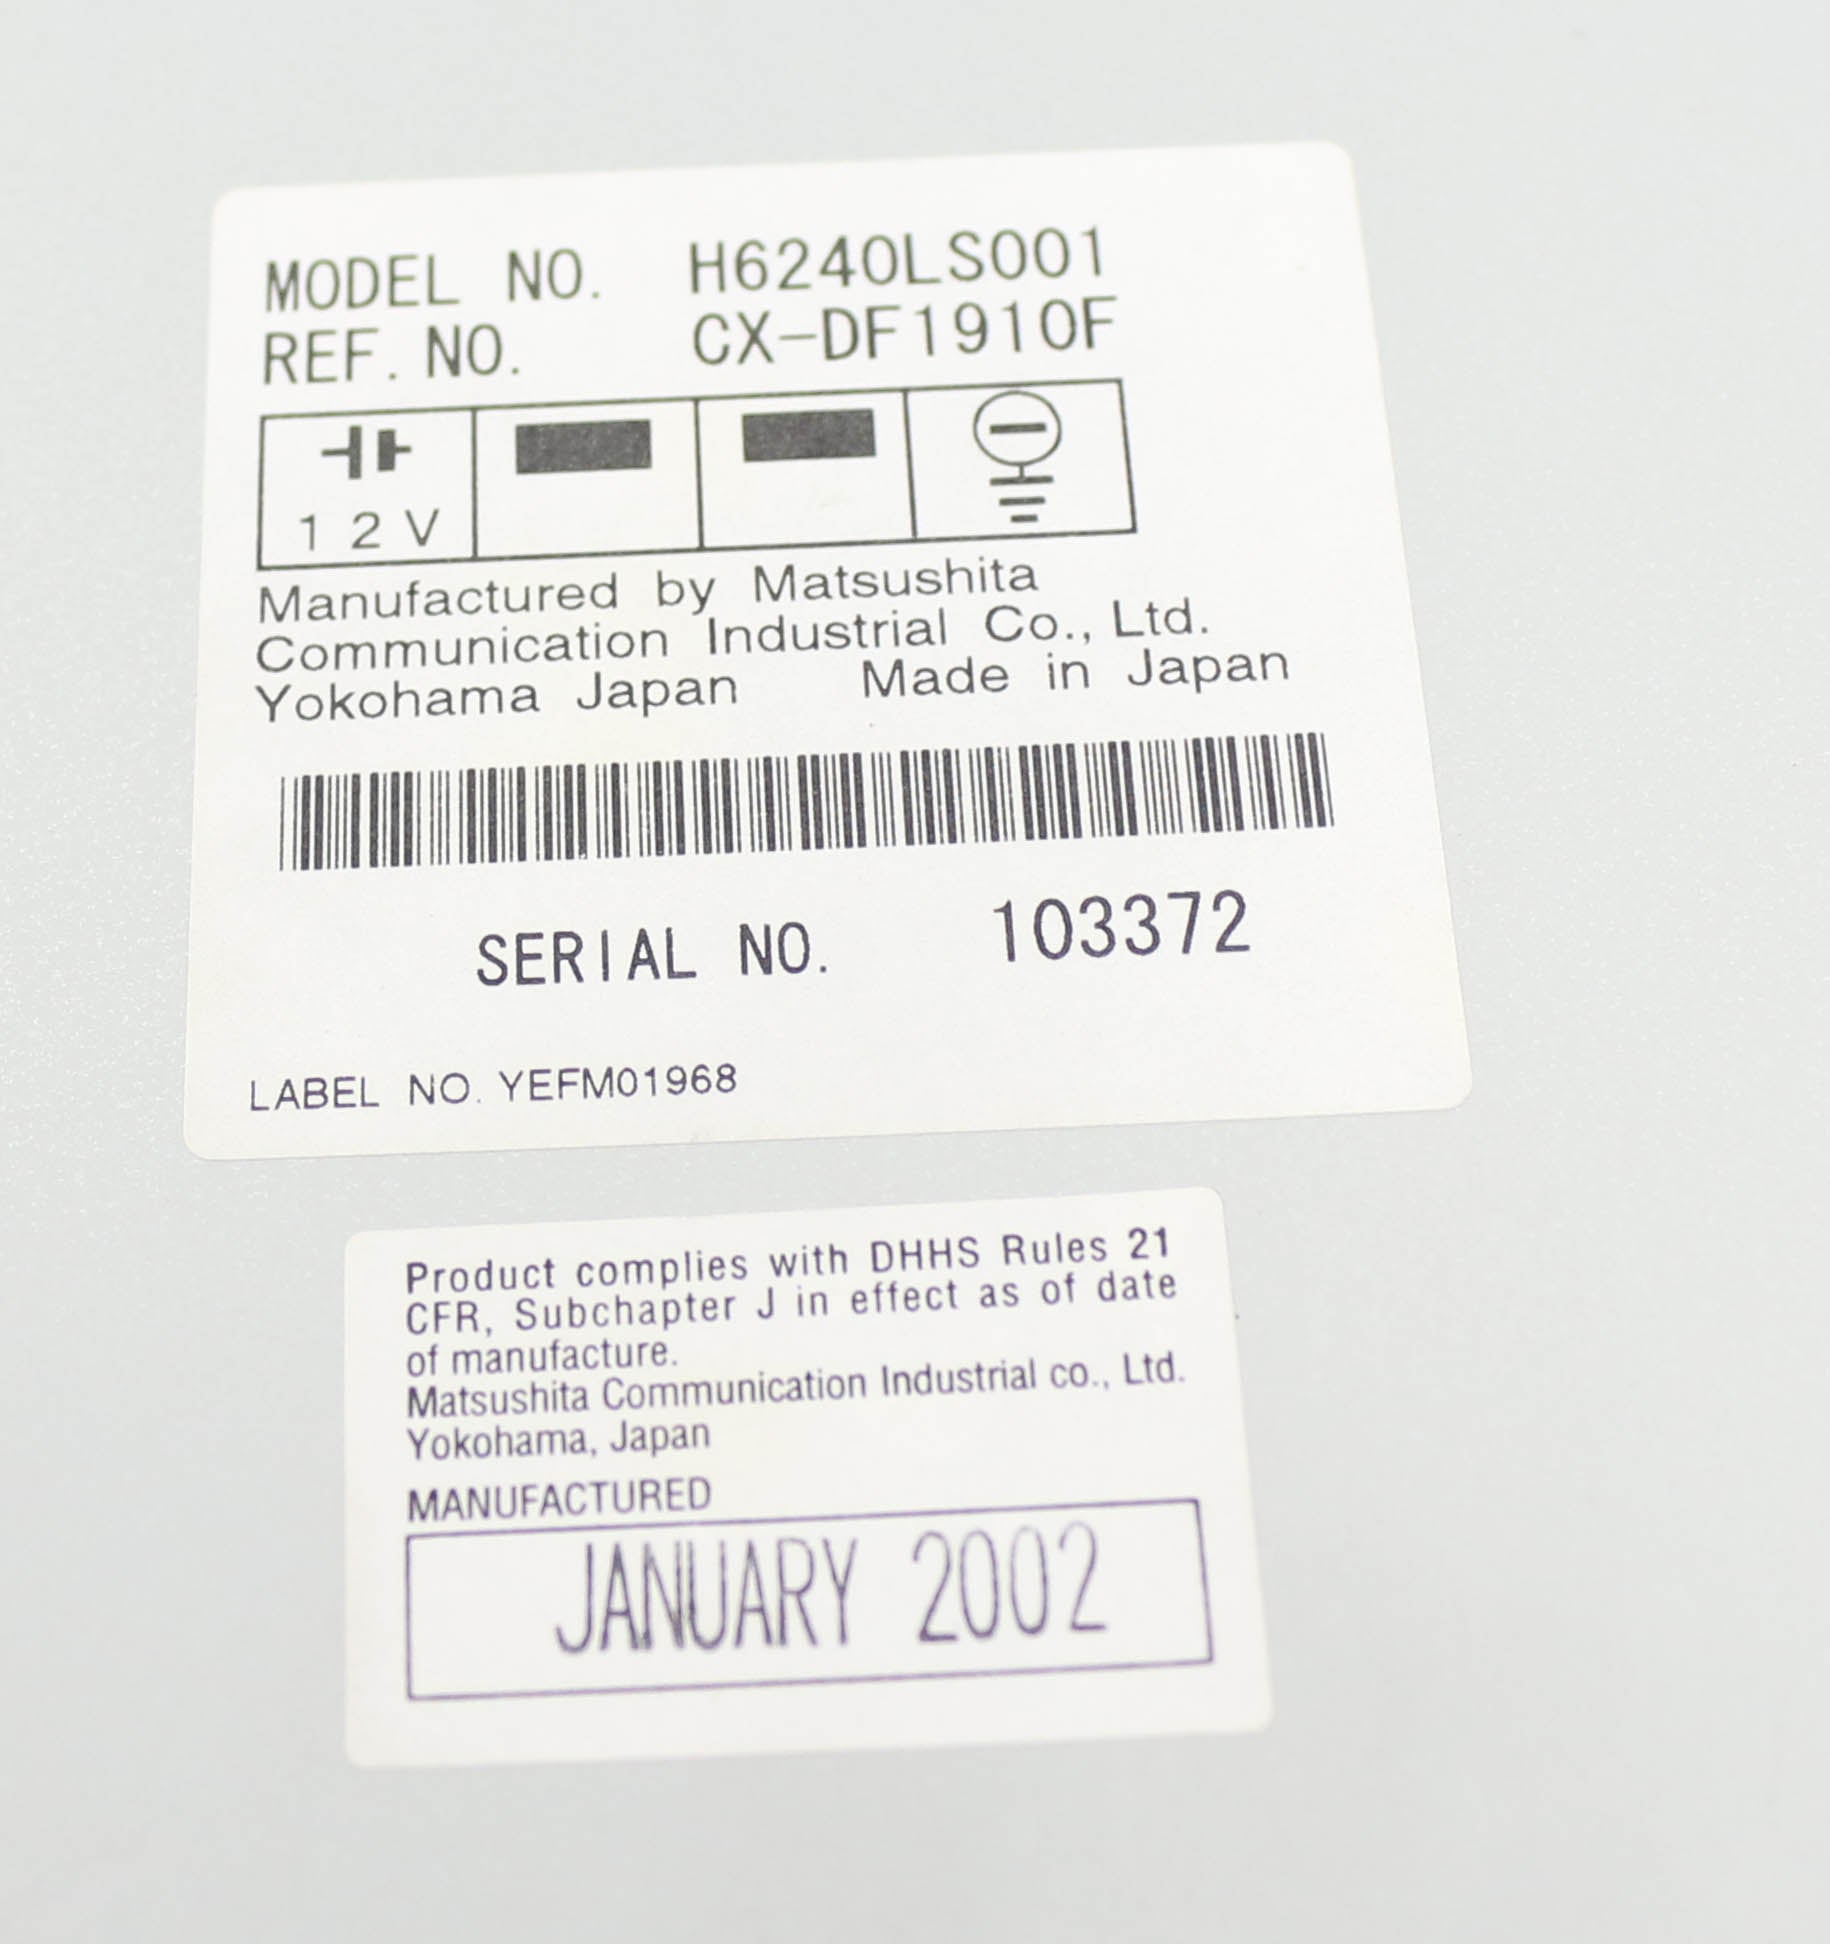 MODEL NO. H6240LS001
REF. NO. CX-DF1910F
12V
Manufactured by Matsushita
Communication Industrial Co., Ltd.
Yokohama Japan Made in Japan
SERIAL NO. 103372
LABEL NO. YEFM01968
Product complies with DHHS Rules 21
CFR, Subchapter J in effect as of date
of manufacture.
Matsushita Communication Industrial co., Ltd.
Yokohama, Japan
MANUFACTURED
JANUARY 2002